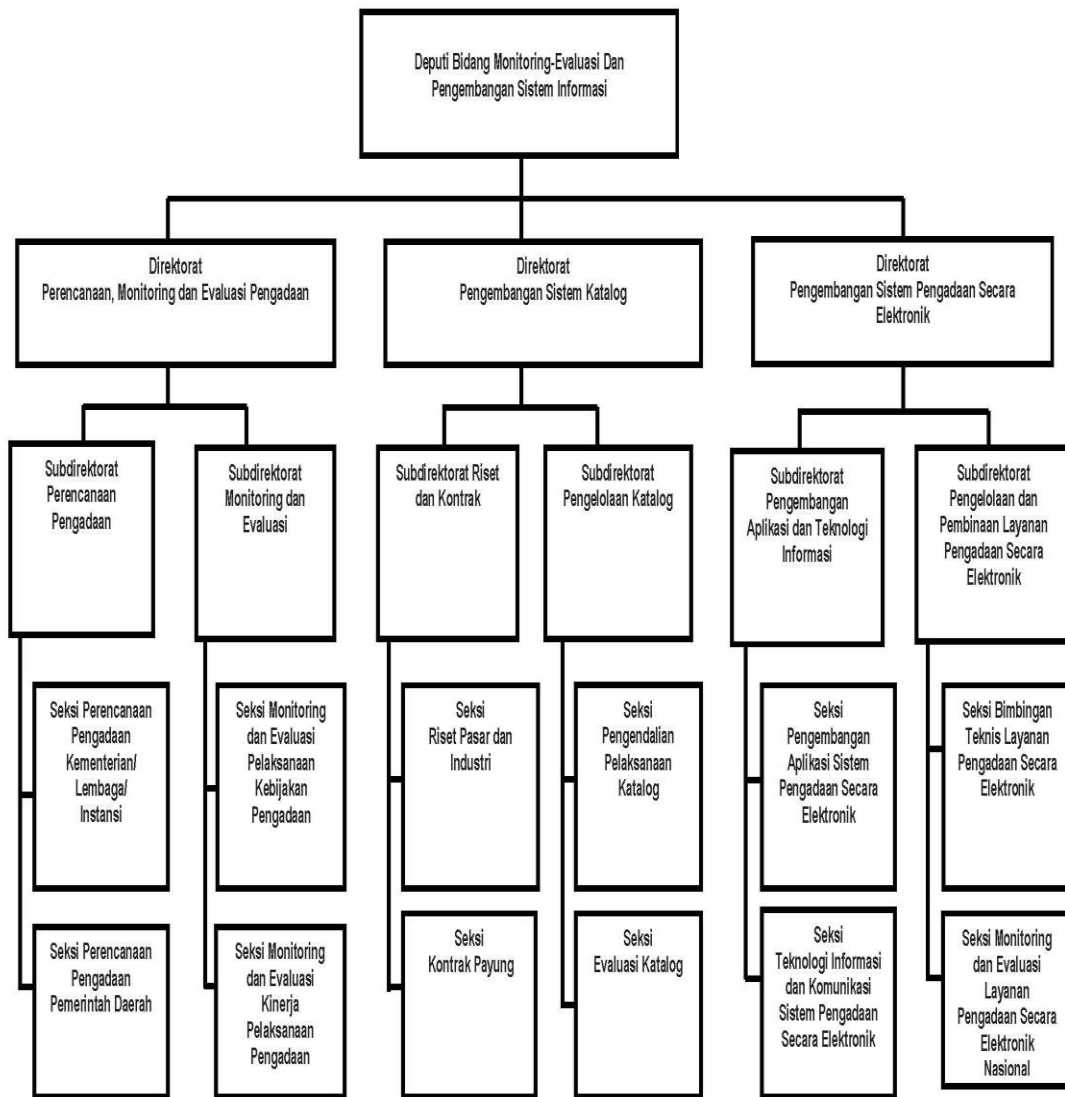 Deputi Bidang Monitoring-Evaluasi Dan
Pengembangan Sistem Informasi
Direktorat
Perencanaan, Monitoring dan Evaluasi Pengadaan
Direktorat
Pengembangan Sistem Katalog
Direktorat
Pengembangan Sistem Pengadaan Secara
Elektronik
Subdirektorat
Perencanaan
Pengadaan
Subdirektorat
Monitoring dan
Evaluasi
Subdirektorat Riset
dan Kontrak
Subdirektorat
Pengelolaan Katalog
Subdirektorat
Pengembangan
Aplikasi dan Teknologi
Informasi
Subdirektorat
Pengelolaan dan
Pembinaan Layanan
Pengadaan Secara
Elektronik
Seksi Perencanaan
Pengadaan
Kementerian/
Lembaga/
Instansi
Seksi Monitoring
dan Evaluasi
Pelaksanaan
Kebijakan
Pengadaan
Seksi
Riset Pasar dan
Industri
Seksi
Pengendalian
Pelaksanaan
Katalog
Seksi
Pengembangan
Aplikasi Sistem
Pengadaan Secara
Elektronik
Seksi Bimbingan
Teknis Layanan
Pengadaan Secara
Elektronik
Seksi Perencanaan
Pengadaan
Pemerintah Daerah
Seksi Monitoring
dan Evaluasi
Kinerja
Pelaksanaan
Pengadaan
Seksi
Kontrak Payung
Seksi
Evaluasi Katalog
Seksi
Teknologi Informasi
dan Komunikasi
Sistem Pengadaan
Secara Elektronik
Seksi Monitoring
dan Evaluasi
Layanan
Pengadaan Secara
Elektronik
Nasional